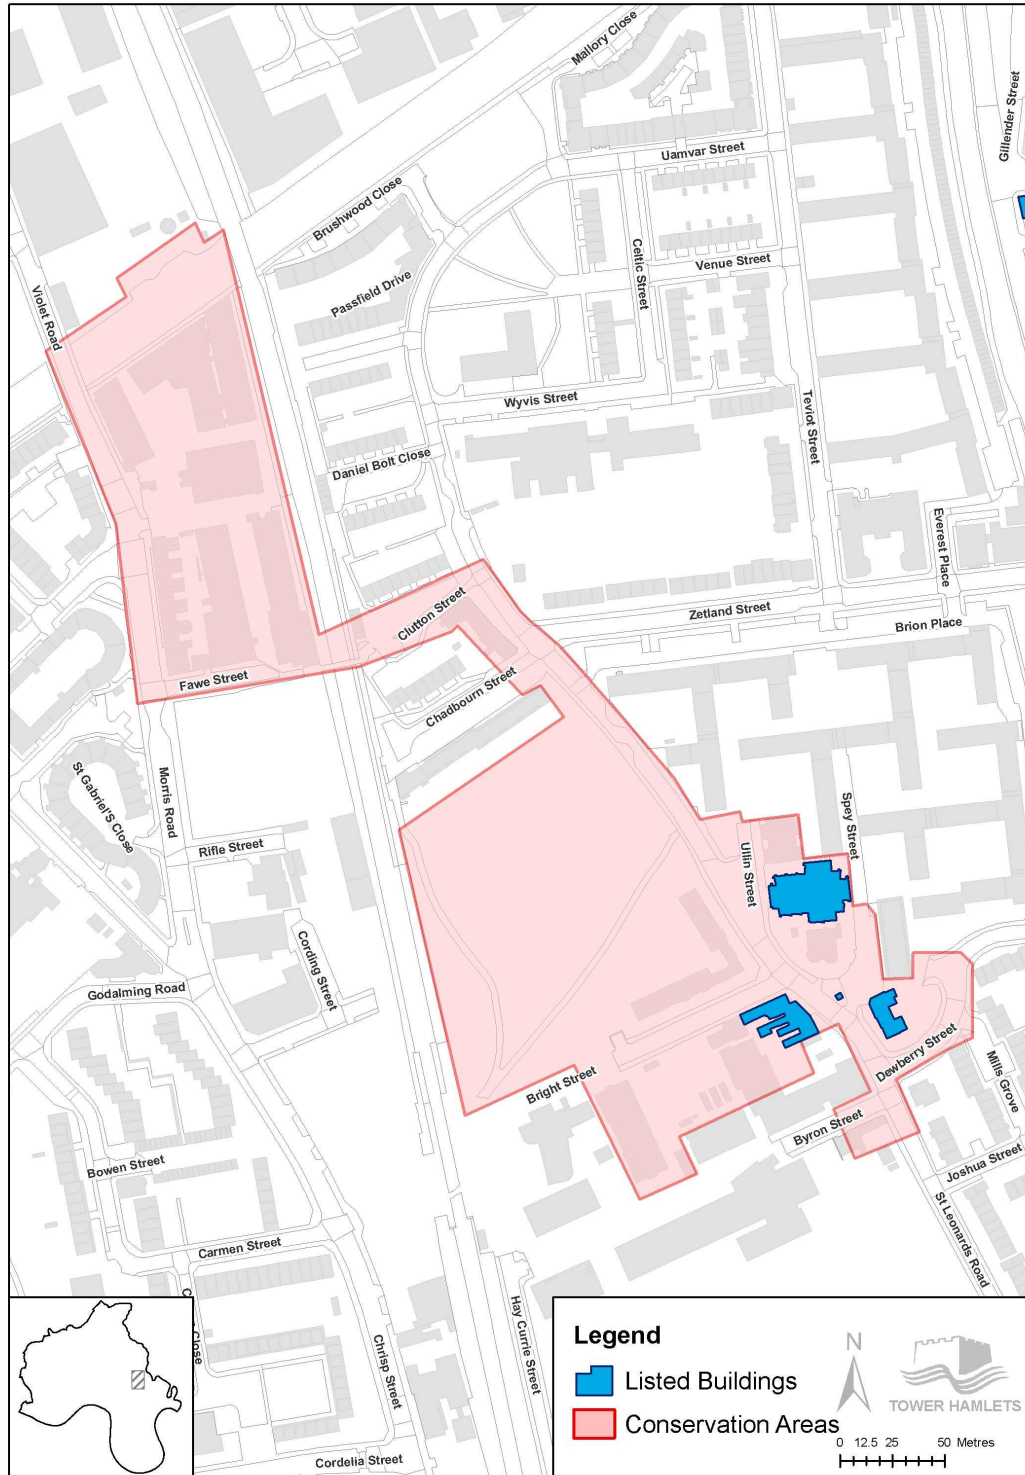 Mallory Close
Gillender Street
Uamvar Street
Brushwood Close
Celtic Street
Venue Street
Passfield Drive
Violet Road
Wyvis Street
Teviot Street
Daniel Bolt Close
Everest Place
Clutton Street
Zetland Street
Brion Place
Fawe Street
Chadbourn Street
St Gabriel'S Close
Morris Road
Rifle Street
Spey Street
Ullin Street
Cording Street
Godalming Road
Bright Street
Dewberry Street
Mills Grove
Byron Street
Joshua Street
Bowen Street
St Leonards Road
Carmen Street
Close
Chrisp Street
Hay Currie Street
Cordelia Street
Legend
Listed Buildings
Conservation Areas
N
TOWER HAMLETS
0 12.5 25 50 Metres